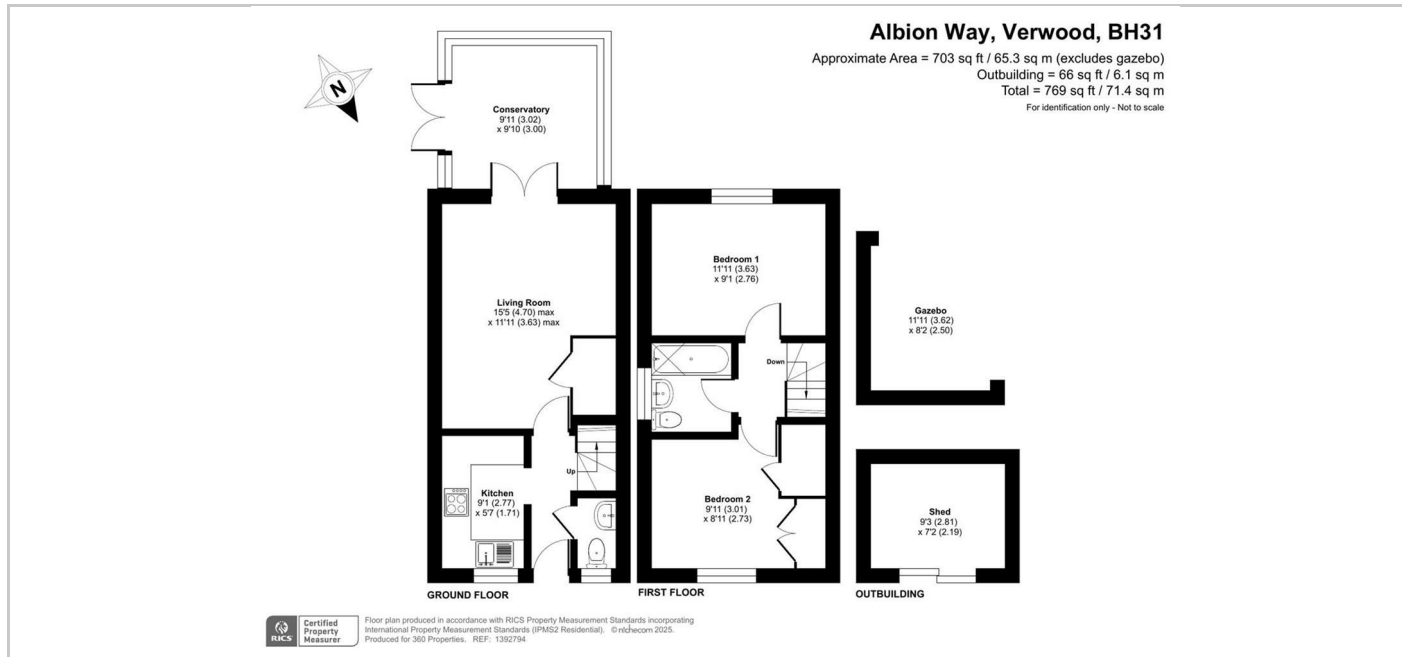 Albion Way, Verwood, BH31
Approximate Area = 703 sq ft / 65.3 sq m (excludes gazebo)
Outbuilding = 66 sq ft / 6.1 sq m
Total = 769 sq ft / 71.4 sq m
For identification only - Not to scale
N
Conservatory
9'11 (3.02)
x 9'10 (3.00)
Living Room
15'5 (4.70) max
x 11'11 (3.63) max
Up
Kitchen
9'1 (2.77)
x 5'7 (1.71)
GROUND FLOOR
Bedroom 1
11'11 (3.63)
x 9'1 (2.76)
Down
Bedroom 2
9'11 (3.01)
x 8'11 (2.73)
FIRST FLOOR
Gazebo
11'11 (3.62)
x 8'2 (2.50)
Shed
9'3 (2.81)
x 7'2 (2.19)
OUTBUILDING
RICS
Certified
Property
Measurer
Floor plan produced in accordance with RICS Property Measurement Standards incorporating
International Property Measurement Standards (IPMS2 Residential). © nichecom 2025.
Produced for 360 Properties. REF: 1392794